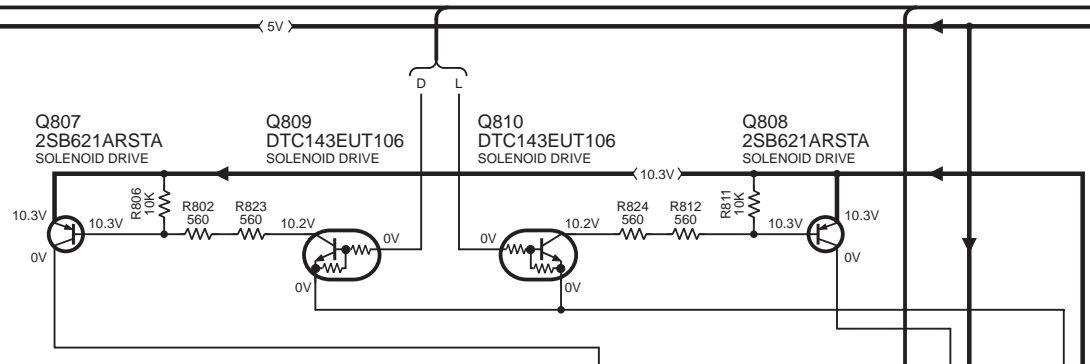 5V
D L
Q807
2SB621ARSTA
SOLENOID DRIVE
Q809
DTC143EUT106
SOLENOID DRIVE
Q810
DTC143EUT106
SOLENOID DRIVE
Q808
2SB621ARSTA
SOLENOID DRIVE
10.3V
10.3V
R806
10K
10.3V
R802
560
R823
560
10.2V
0V
0V
10.2V
R824
560
R812
560
R811
10K
10.3V
10.3V
0V
0V
0V
0V